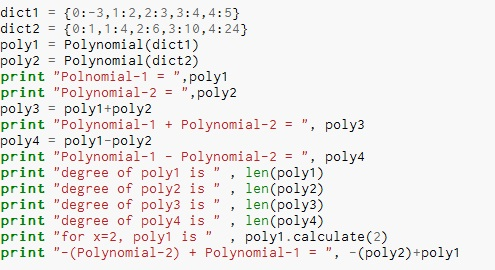 dict1 = {0:-3,1:2,2:3,3:4,4:5}
dict2 = {0:1,1:4,2:6,3:10,4:24}
poly1 = Polynomial(dict1)
poly2 = Polynomial(dict2)
print "Polnomial-1 = ",poly1
print "Polynomial-2 = ",poly2
poly3 = poly1+poly2
print "Polynomial-1 + Polynomial-2 = ", poly3
poly4 = poly1-poly2
print "Polynomial-1 - Polynomial-2 = ", poly4
print "degree of poly1 is " , len(poly1)
print "degree of poly2 is " , len(poly2)
print "degree of poly3 is " , len(poly3)
print "degree of poly4 is " , len(poly4)
print "for x=2, poly1 is "  , poly1.calculate(2)
print "-(Polynomial-2) + Polynomial-1 = ", -(poly2)+poly1